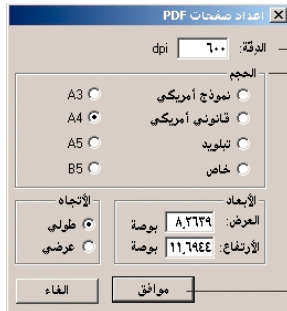 اعداد صفحات PDF
الدقة: ٦٠٠ dpi
الحجم
نموذج أمريكي
A3
قانوني أمريكي
A4
تبلويد
A5
خاص
B5
الأبعاد
العرض: ٨,٢٦٣٩ بوصة
الأرتفاع: ١١,٦٩٤٤ بوصة
الأتجاه
طولي
عرضي
موافق
الغاء